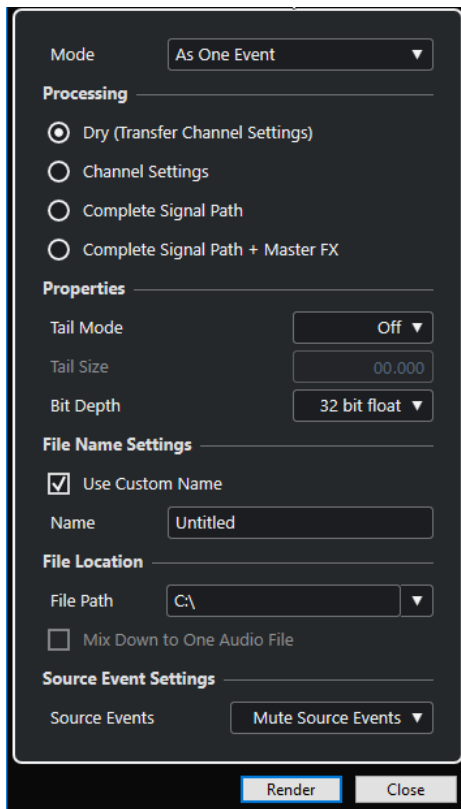 Mode As One Event
Processing
Dry (Transfer Channel Settings)
Channel Settings
Complete Signal Path
Complete Signal Path + Master FX
Properties
Tail Mode Off
Tail Size 00.000
Bit Depth 32 bit float
File Name Settings
Use Custom Name
Name Untitled
File Location
File Path C:\
Mix Down to One Audio File
Source Event Settings
Source Events Mute Source Events
Render Close